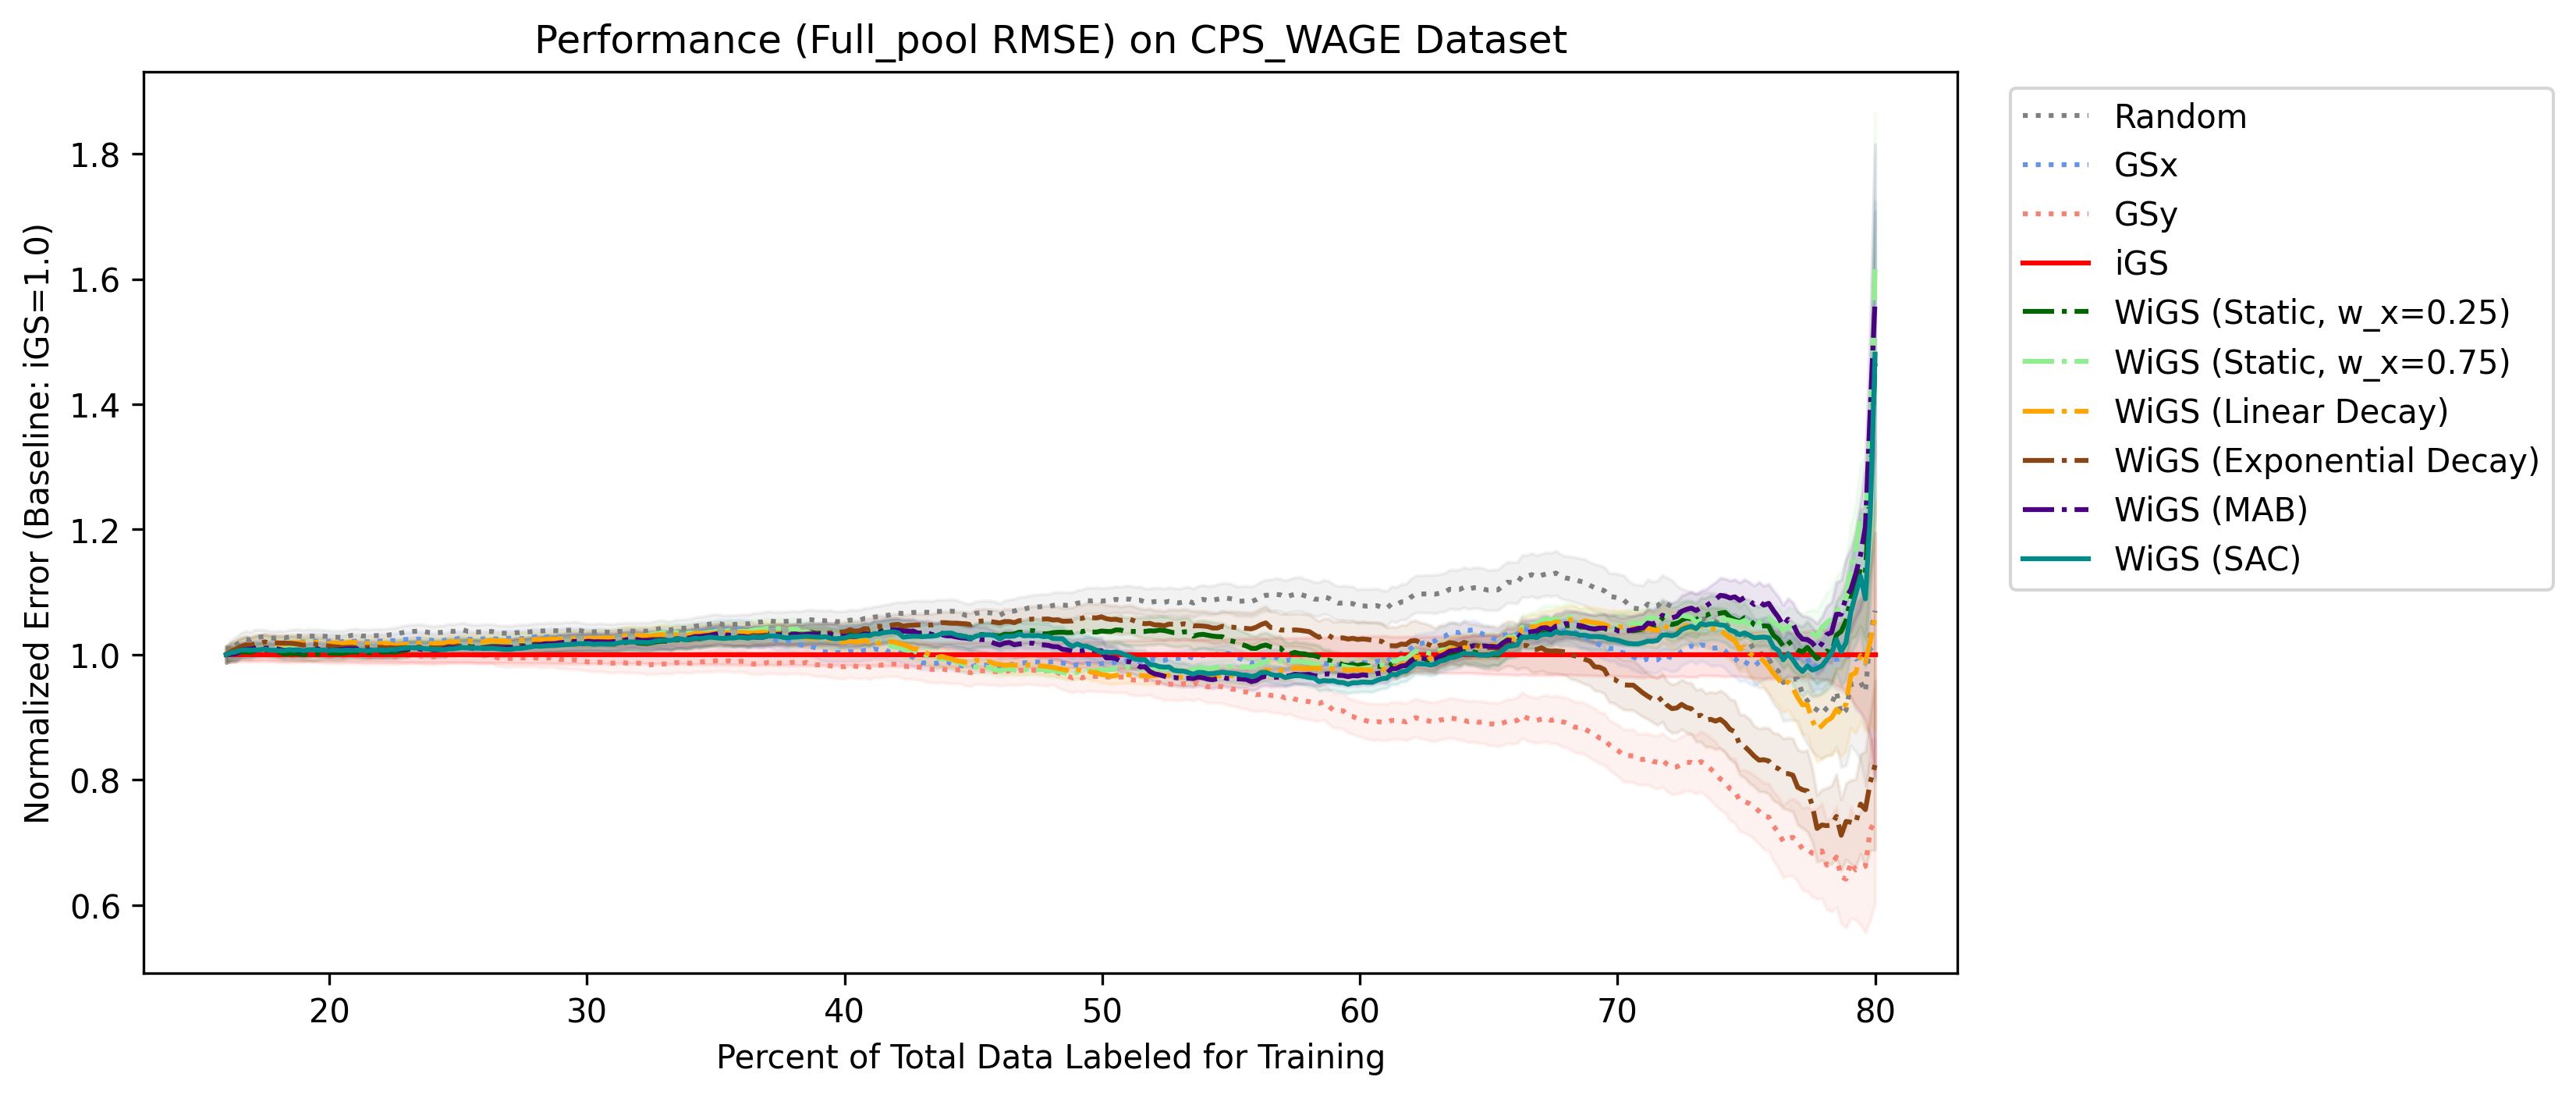 Performance (Full_pool RMSE) on CPS_WAGE Dataset
Normalized Error (Baseline: iGS=1.0)
1.8
1.6
1.4
1.2
1.0
0.8
0.6
20 30 40 50 60 70 80
Percent of Total Data Labeled for Training
Random
GSx
GSy
iGS
WiGS (Static, w_x=0.25)
WiGS (Static, w_x=0.75)
WiGS (Linear Decay)
WiGS (Exponential Decay)
WiGS (MAB)
WiGS (SAC)